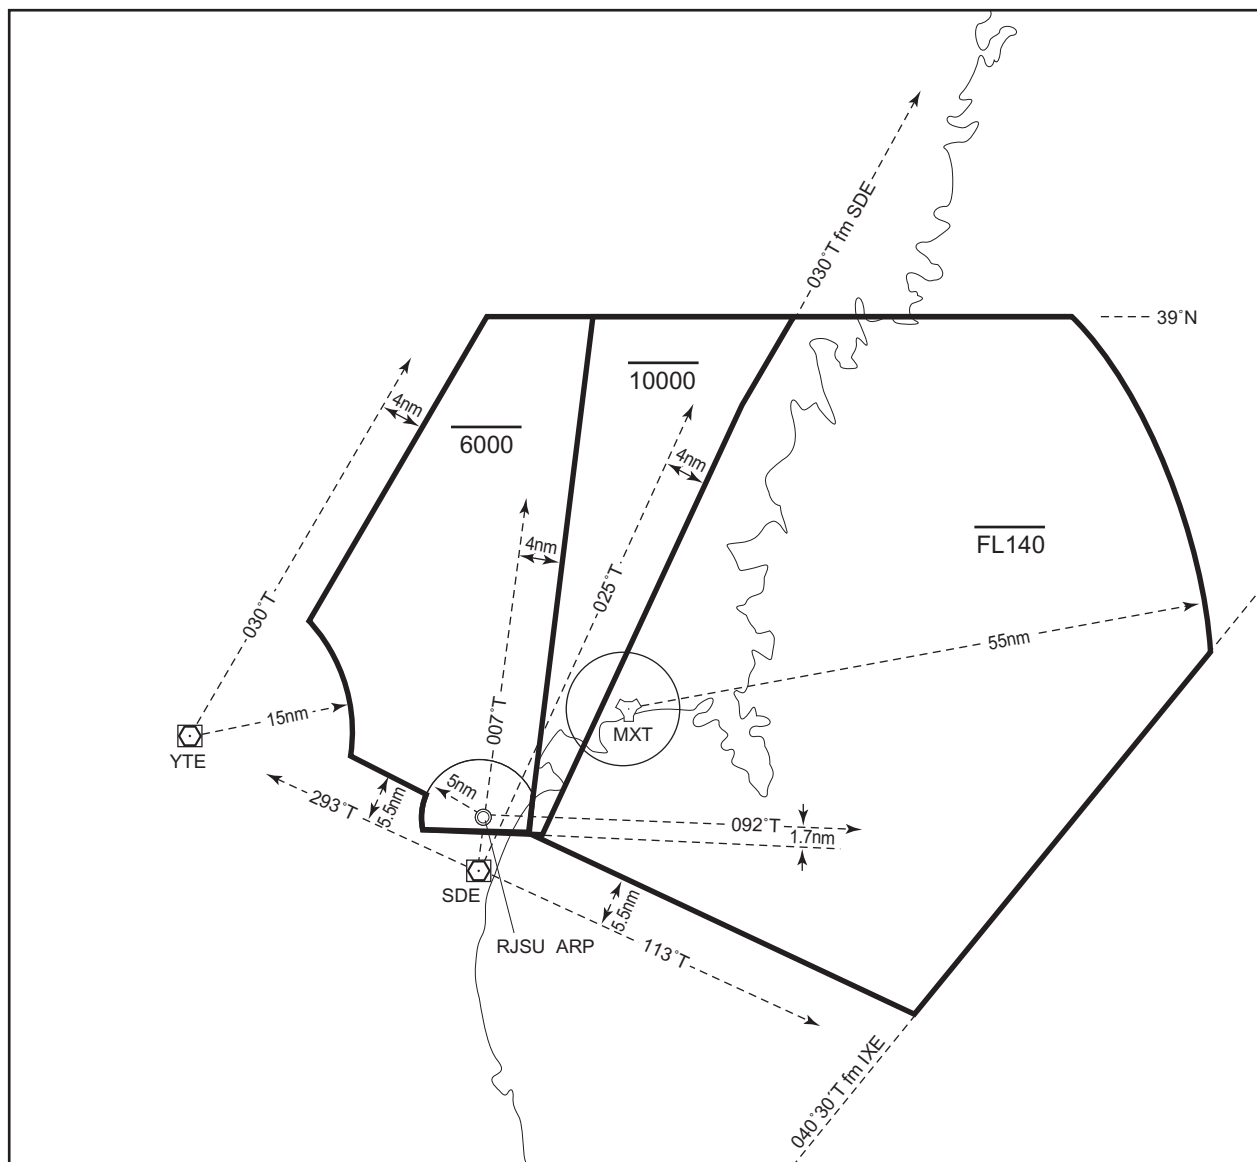 030˚T fm SDE
39˚N
10000
4nm
6000
4nm
FL140
4nm
025˚T
030˚T
55nm
007˚T
15nm
MXT
YTE
5nm
293˚T
5.5nm
092˚T
1.7nm
SDE
5.5nm
RJSU ARP
113˚T
040˚30'T fm IXE